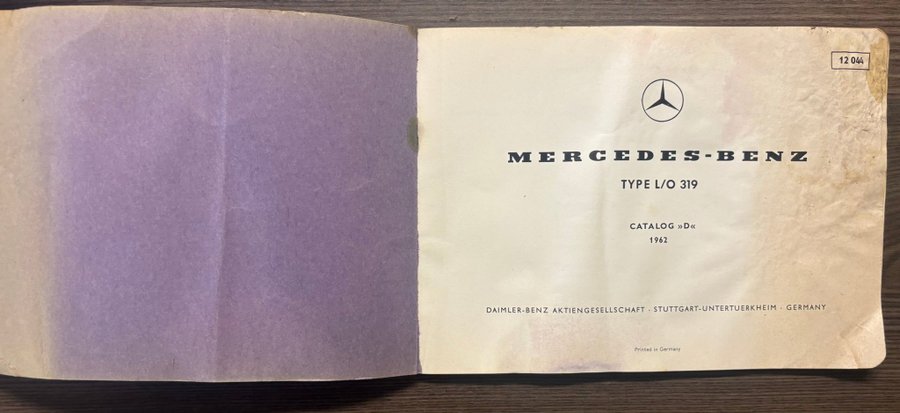 12 044
MERCEDES-BENZ
TYPE L/O 319
CATALOG »D«
1962
DAIMLER-BENZ AKTIENGESELLSCHAFT · STUTTGART-UNTERTUERKHEIM · GERMANY
Printed in Germany